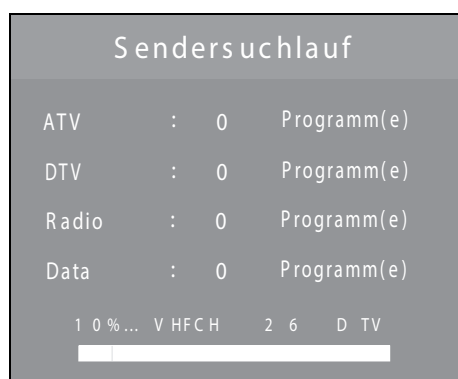 Sendersuchlauf
ATV : 0 Programm(e)
DTV : 0 Programm(e)
Radio : 0 Programm(e)
Data : 0 Programm(e)
10%... VHFCH 26 DTV